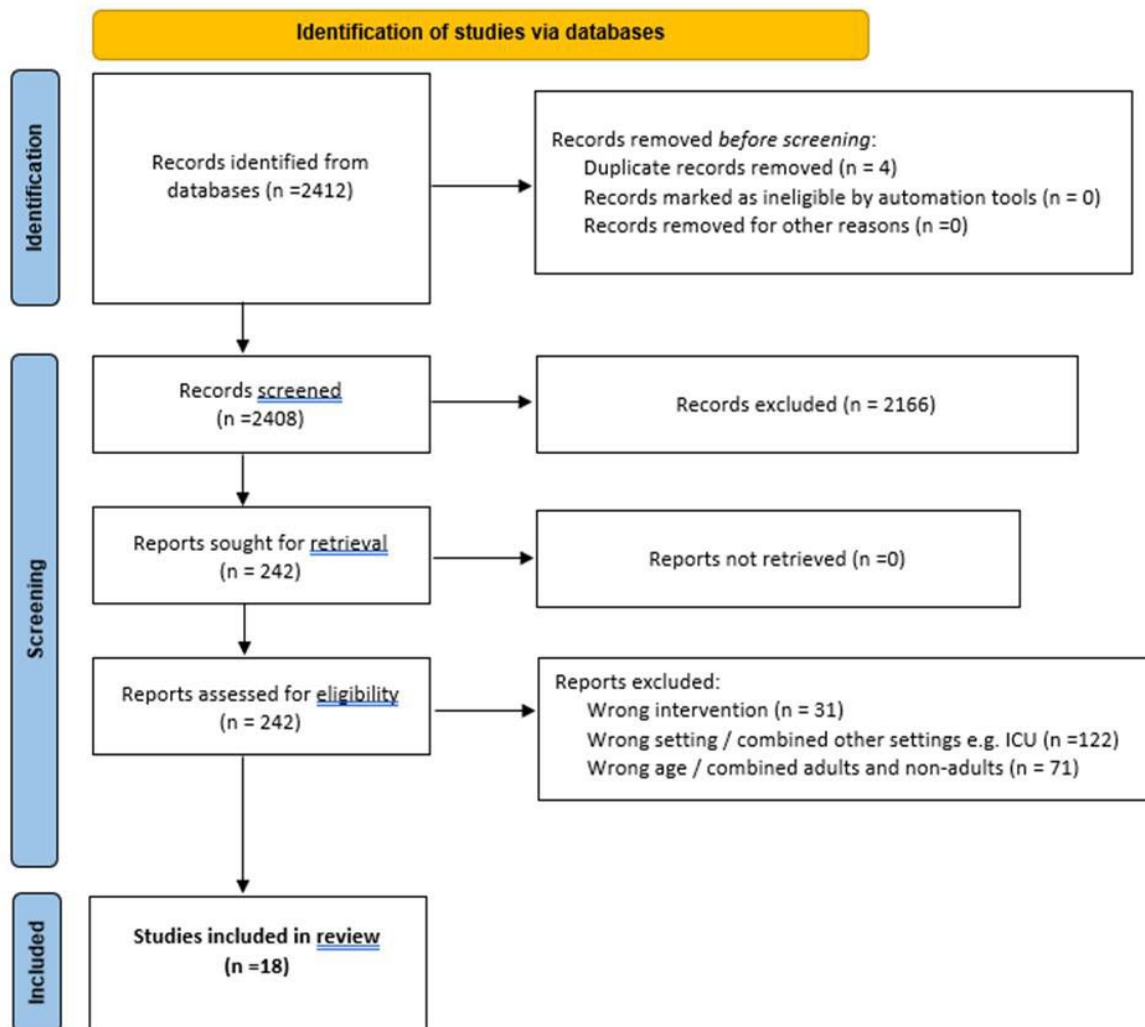 Identification of studies via databases
Identification
Records identified from
databases (n =2412)
Records removed before screening:
Duplicate records removed (n = 4)
Records marked as ineligible by automation tools (n = 0)
Records removed for other reasons (n =0)
Screening
Records screened
(n =2408)
Records excluded (n = 2166)
Reports sought for retrieval
(n = 242)
Reports not retrieved (n =0)
Reports assessed for eligibility
(n = 242)
Reports excluded:
Wrong intervention (n = 31)
Wrong setting / combined other settings e.g. ICU (n =122)
Wrong age / combined adults and non-adults (n = 71)
Included
Studies included in review
(n =18)